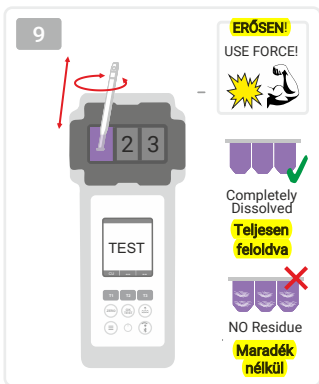 9
ERŐSEN!
USE FORCE!
2 3
TEST
Completely
Dissolved
Teljesen
feloldva
NO Residue
Maradék
nélkül